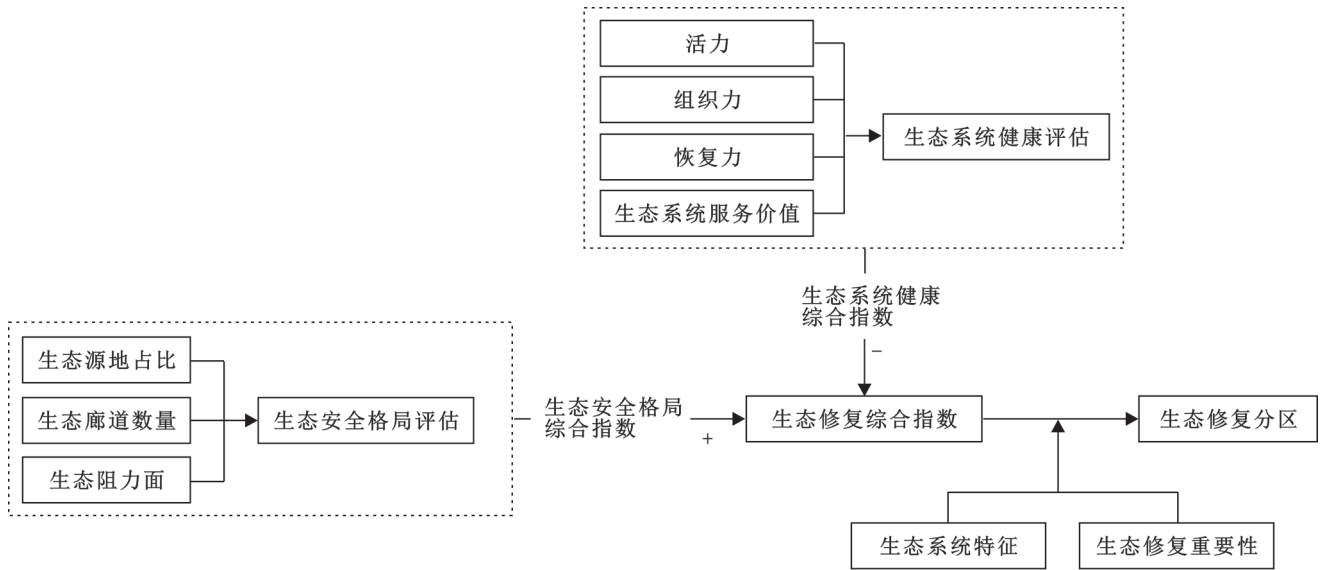 活力
组织力
恢复力
生态系统服务价值
生态系统健康评估
生态系统健康
综合指数
−
生态源地占比
生态廊道数量
生态阻力面
生态安全格局评估
生态安全格局
综合指数
+
生态修复综合指数
生态修复分区
生态系统特征
生态修复重要性